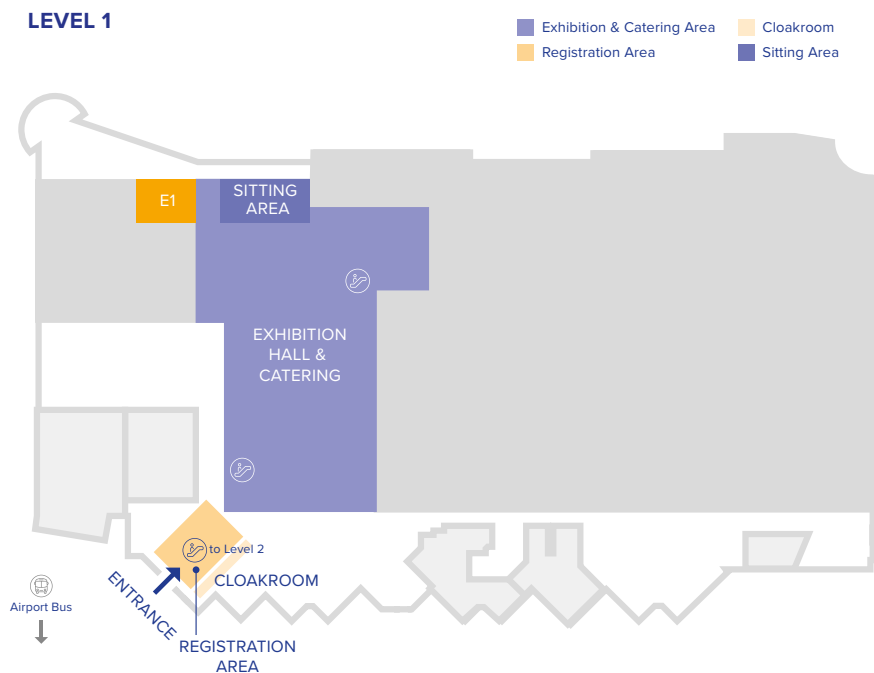 LEVEL 1
Exhibition & Catering Area
Cloakroom
Registration Area
Sitting Area
E1
SITTING
AREA
EXHIBITION
HALL &
CATERING
to Level 2
CLOAKROOM
ENTRANCE
Airport Bus
REGISTRATION
AREA